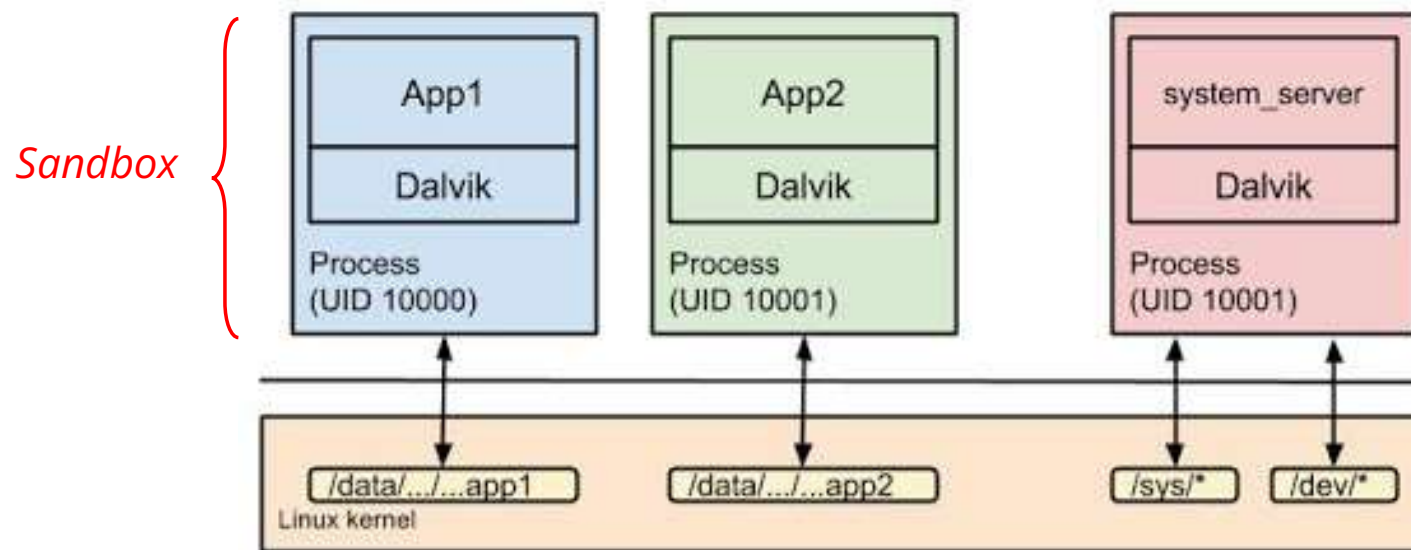 Sandbox
App1
Dalvik
Process
(UID 10000)
App2
Dalvik
Process
(UID 10001)
system_server
Dalvik
Process
(UID 10001)
/data/.../...app1
/data/.../...app2
/sys/*
/dev/*
Linux kernel